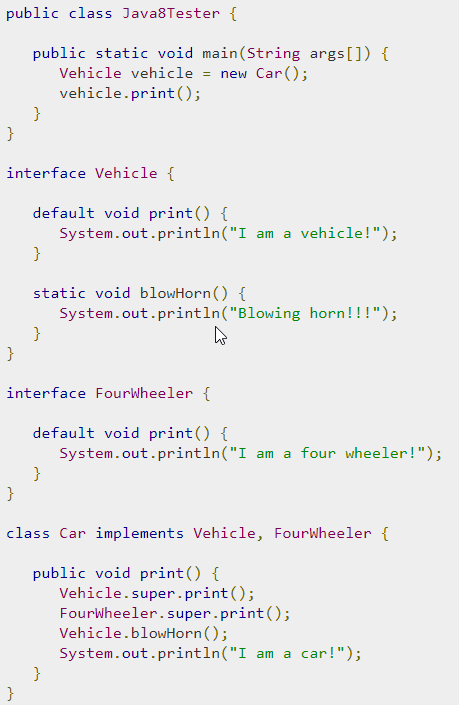 public class Java8Tester {

   public static void main(String args[]) {
      Vehicle vehicle = new Car();
      vehicle.print();
   }
}

interface Vehicle {

   default void print() {
      System.out.println("I am a vehicle!");
   }

   static void blowHorn() {
      System.out.println("Blowing horn!!!");
   }
}

interface FourWheeler {

   default void print() {
      System.out.println("I am a four wheeler!");
   }
}

class Car implements Vehicle, FourWheeler {

   public void print() {
      Vehicle.super.print();
      FourWheeler.super.print();
      Vehicle.blowHorn();
      System.out.println("I am a car!");
   }
}